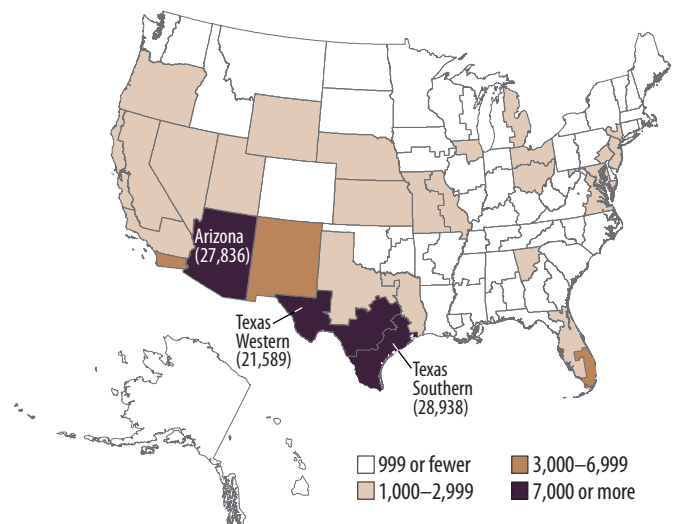 Arizona
(27,836)
Texas
Western
(21,589)
Texas
Southern
(28,938)
999 or fewer
1,000–2,999
3,000–6,999
7,000 or more